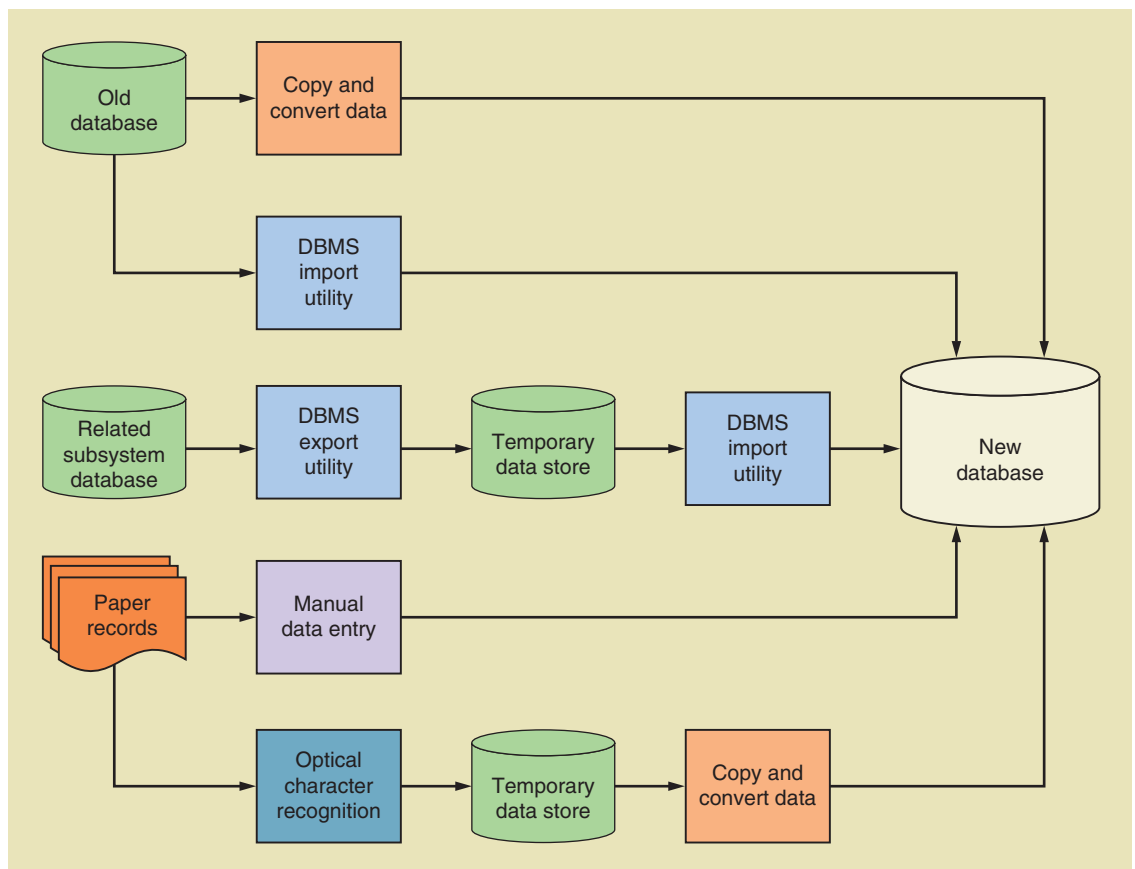 Old
database
Copy and
convert data
DBMS
import
utility
Related
subsystem
database
DBMS
export
utility
Temporary
data store
DBMS
import
utility
New
database
Paper
records
Manual
data entry
Optical
character
recognition
Temporary
data store
Copy and
convert data